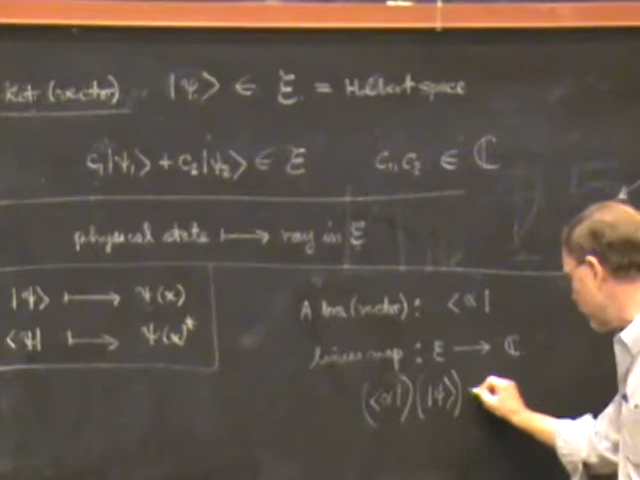 Ket (vector) |ψ⟩ ∈ ℰ = Hilbert space
c₁|ψ₁⟩ + c₂|ψ₂⟩ ∈ ℰ c₁, c₂ ∈ ℂ
physical state ⟼ ray in ℰ
|ψ⟩ ⟼ ψ(x)
⟨ψ| ⟼ ψ(x)*
A bra (vector): ⟨α|
linear map: ℰ ⟶ ℂ
(⟨α|)(|ψ⟩)